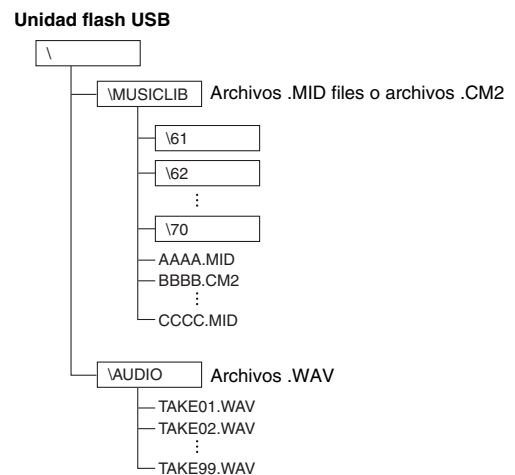 Unidad flash USB
\
\MUSICLIB Archivos .MID files o archivos .CM2
\61
\62
⋮
\70
AAAA.MID
BBBB.CM2
⋮
CCCC.MID
\AUDIO Archivos .WAV
TAKE01.WAV
TAKE02.WAV
⋮
TAKE99.WAV